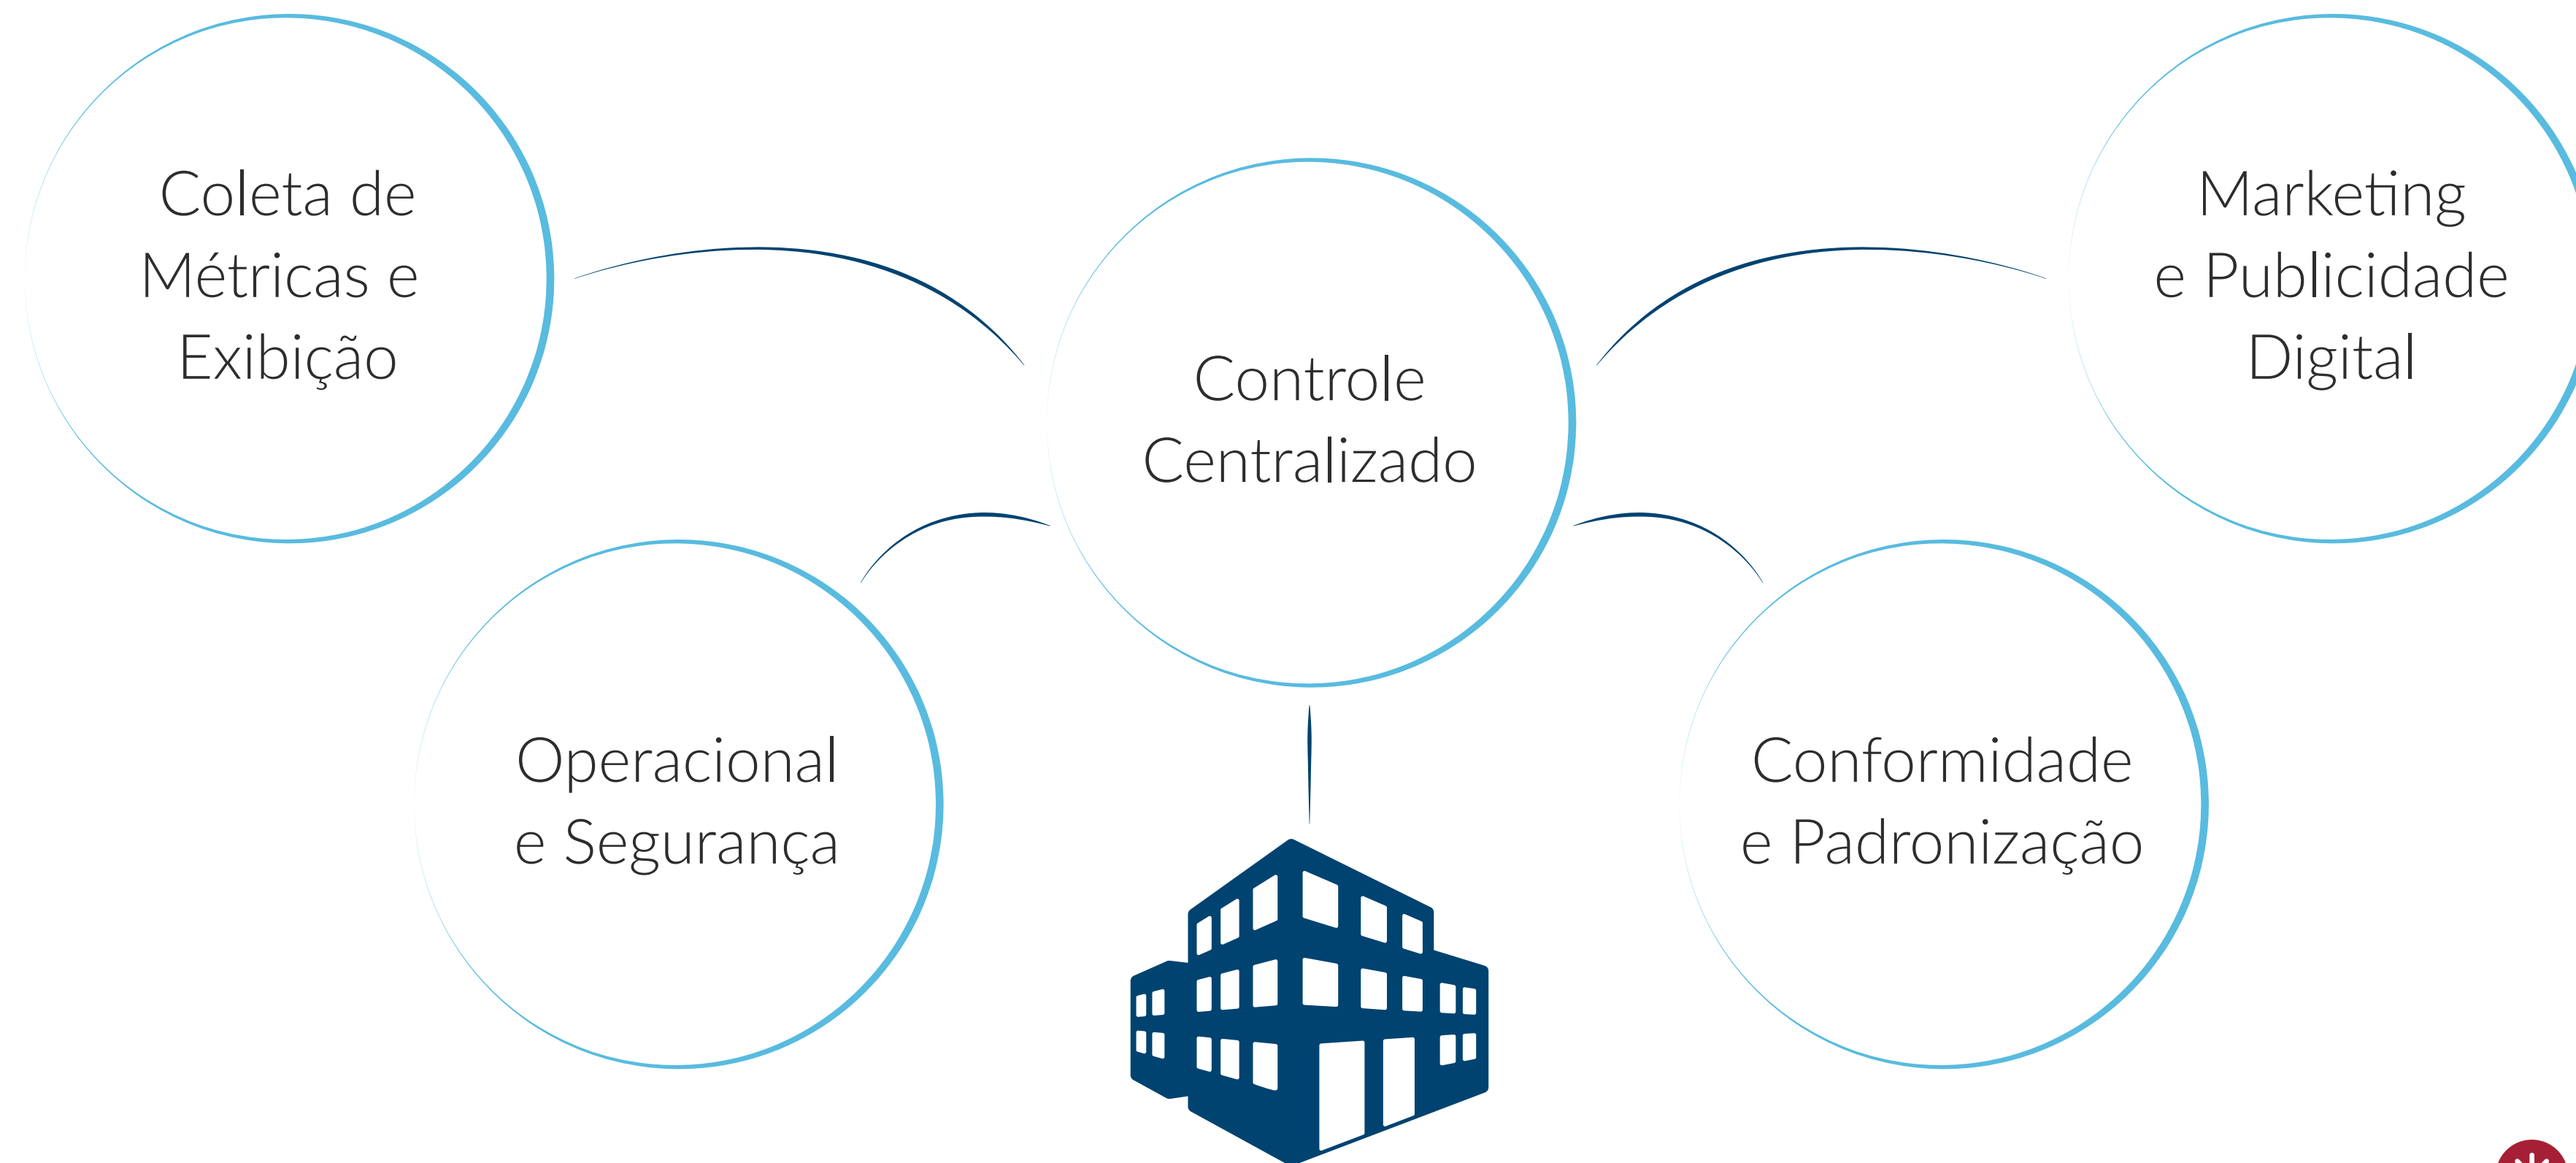 Coleta de
Métricas e
Exibição
Controle
Centralizado
Marketing
e Publicidade
Digital
Operacional
e Segurança
Conformidade
e Padronização